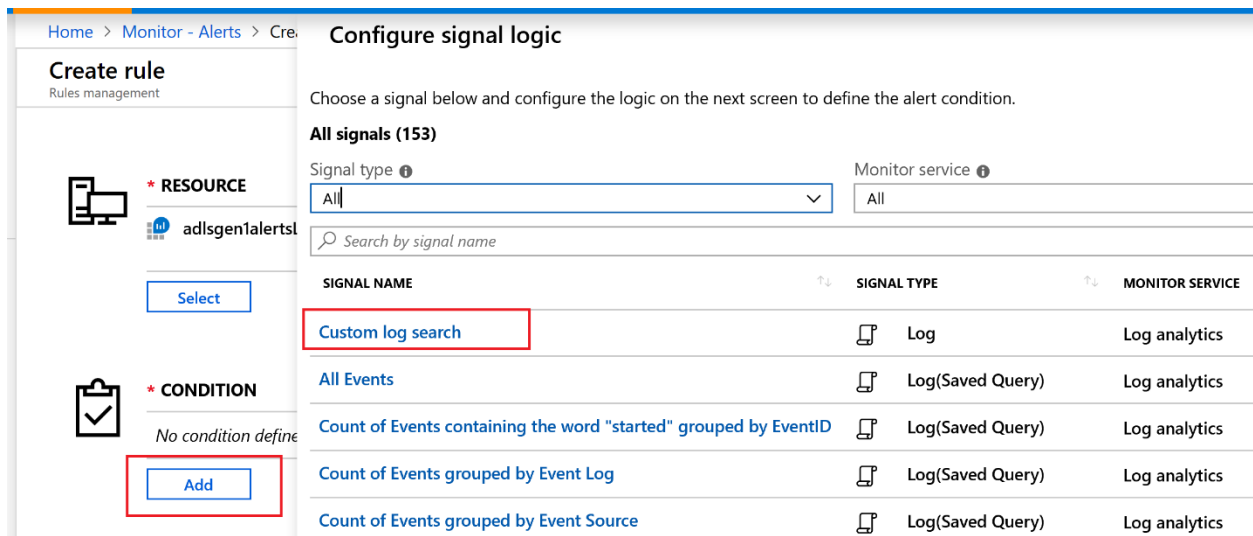 Home > Monitor - Alerts > Cre
Create rule
Rules management
* RESOURCE
adlsgen1alertsL
Select
* CONDITION
No condition define
Add
Configure signal logic
Choose a signal below and configure the logic on the next screen to define the alert condition.
All signals (153)
Signal type Monitor service
All All
Search by signal name
SIGNAL NAME SIGNAL TYPE MONITOR SERVICE
Custom log search Log Log analytics
All Events Log(Saved Query) Log analytics
Count of Events containing the word "started" grouped by EventID Log(Saved Query) Log analytics
Count of Events grouped by Event Log Log(Saved Query) Log analytics
Count of Events grouped by Event Source Log(Saved Query) Log analytics